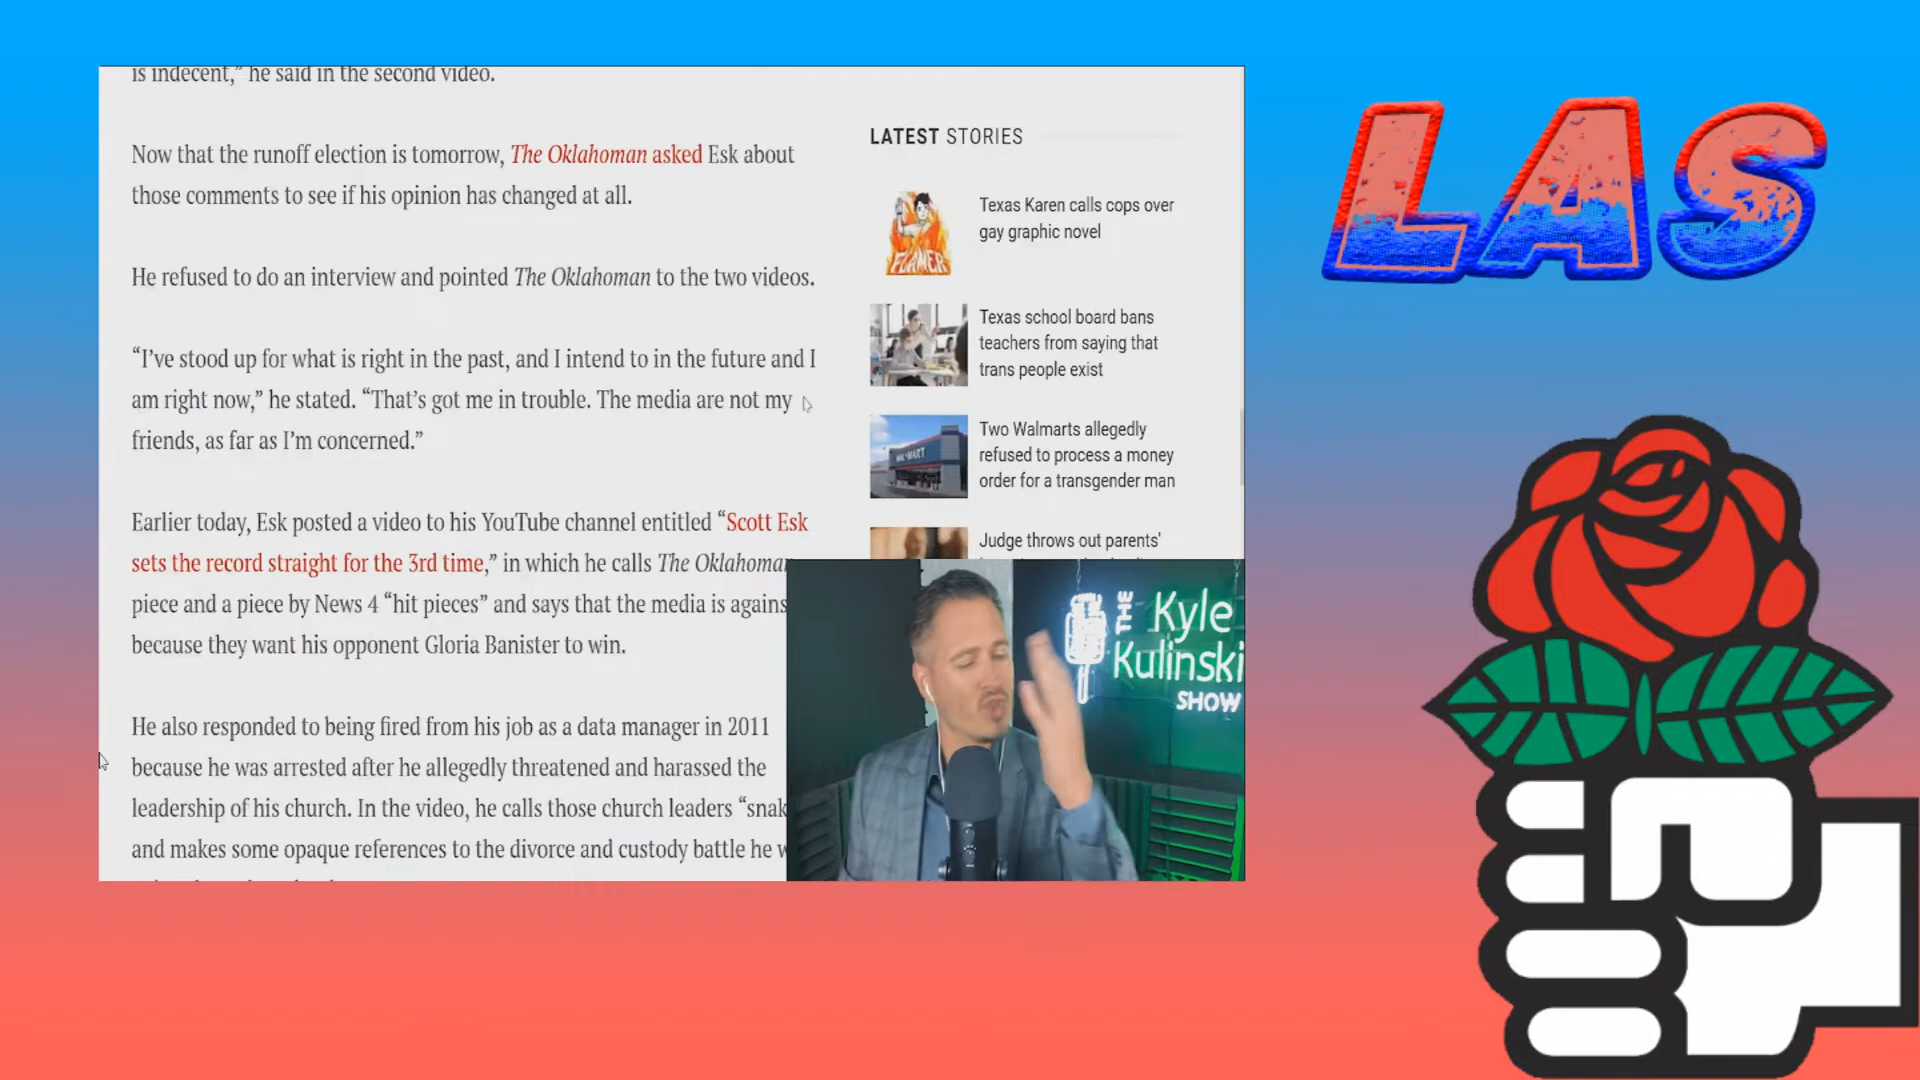 is indecent,” he said in the second video.
Now that the runoff election is tomorrow, The Oklahoman asked Esk about
those comments to see if his opinion has changed at all.
He refused to do an interview and pointed The Oklahoman to the two videos.
“I’ve stood up for what is right in the past, and I intend to in the future and I
am right now,” he stated. “That’s got me in trouble. The media are not my
friends, as far as I’m concerned.”
Earlier today, Esk posted a video to his YouTube channel entitled “Scott Esk
sets the record straight for the 3rd time,” in which he calls The Oklahoman
piece and a piece by News 4 “hit pieces” and says that the media is agains
because they want his opponent Gloria Banister to win.
He also responded to being fired from his job as a data manager in 2011
because he was arrested after he allegedly threatened and harassed the
leadership of his church. In the video, he calls those church leaders “snak
and makes some opaque references to the divorce and custody battle he w
LATEST STORIES
FLAMER
Texas Karen calls cops over
gay graphic novel
Texas school board bans
teachers from saying that
trans people exist
Two Walmarts allegedly
refused to process a money
order for a transgender man
Judge throws out parents’
THE
Kyle
Kulinski
SHOW
LAS